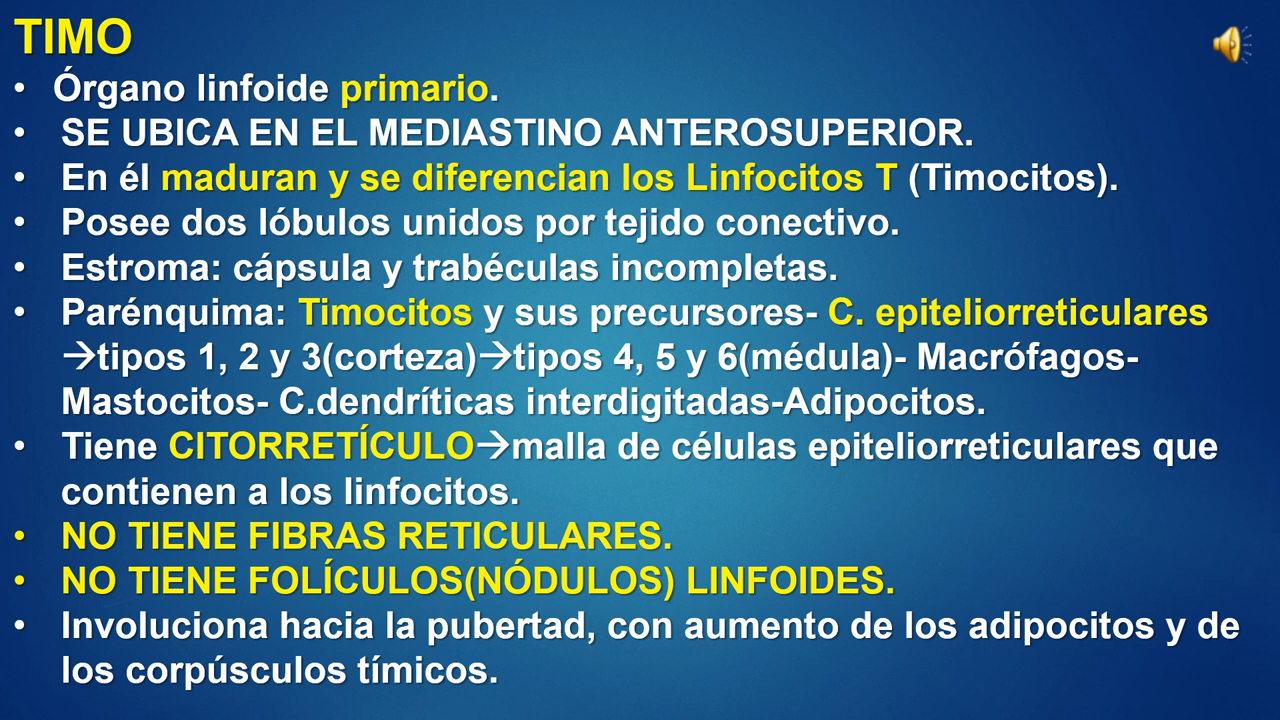 TIMO
• Órgano linfoide primario.
• SE UBICA EN EL MEDIASTINO ANTEROSUPERIOR.
• En él maduran y se diferencian los Linfocitos T (Timocitos).
• Posee dos lóbulos unidos por tejido conectivo.
• Estroma: cápsula y trabéculas incompletas.
• Parénquima: Timocitos y sus precursores- C. epiteliorreticulares
→tipos 1, 2 y 3(corteza)→tipos 4, 5 y 6(médula)- Macrófagos-
Mastocitos- C.dendríticas interdigitadas-Adipocitos.
• Tiene CITORRETÍCULO→malla de células epiteliorreticulares que
contienen a los linfocitos.
• NO TIENE FIBRAS RETICULARES.
• NO TIENE FOLÍCULOS(NÓDULOS) LINFOIDES.
• Involuciona hacia la pubertad, con aumento de los adipocitos y de
los corpúsculos tímicos.